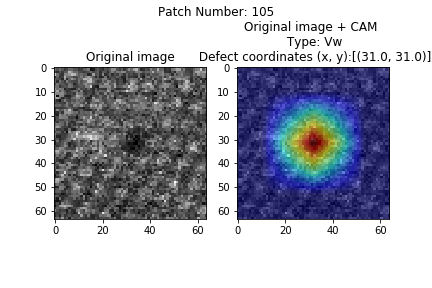 Patch Number: 105
Original image
Original image + CAM
Type: Vw
Defect coordinates (x, y):[(31.0, 31.0)]
0
10
20
30
40
50
60
0 20 40 60
0
10
20
30
40
50
60
0 20 40 60